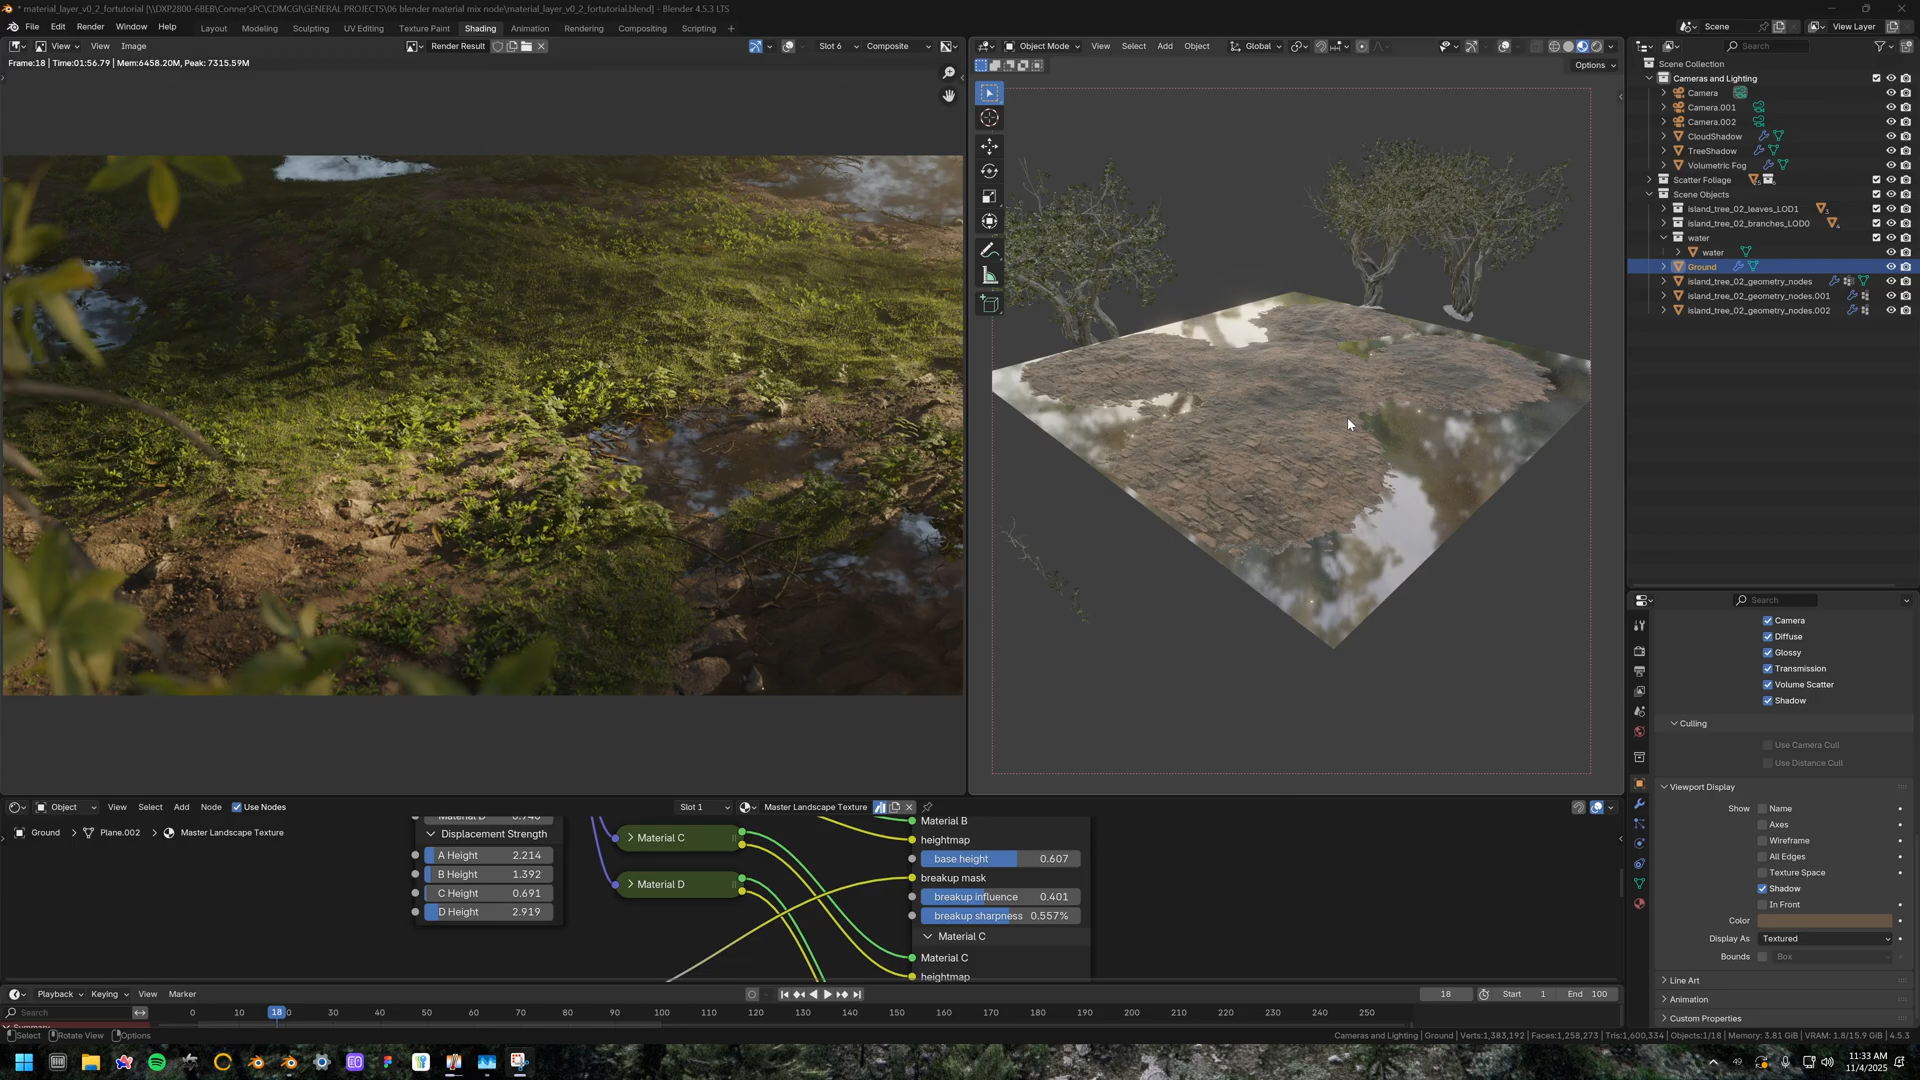 * material_layer_v0_2_fortutorial [\\DXP2800-6BEB\Conner'sPC\CDMCGI\GENERAL PROJECTS\06 blender material mix node\material_layer_v0_2_fortutorial.blend] - Blender 4.5.3 LTS
File Edit Render Window Help Layout Modeling Sculpting UV Editing Texture Paint Shading Animation Rendering Compositing Scripting + Scene View Layer
View View Image Render Result Slot 6 Composite
Object Mode View Select Add Object Global
Search
Frame:18 | Time:01:56.79 | Mem:6458.20M, Peak: 7315.59M
Options
Scene Collection
Cameras and Lighting
Camera
Camera.001
Camera.002
CloudShadow
TreeShadow
Volumetric Fog
Scatter Foliage
Scene Objects
island_tree_02_leaves_LOD1
island_tree_02_branches_LOD0
water
water
Ground
island_tree_02_geometry_nodes
island_tree_02_geometry_nodes.001
island_tree_02_geometry_nodes.002
Search
Camera
Diffuse
Glossy
Transmission
Volume Scatter
Shadow
Culling
Use Camera Cull
Use Distance Cull
Viewport Display
Show Name
Axes
Wireframe
All Edges
Texture Space
Shadow
In Front
Color
Display As Textured
Bounds Box
Line Art
Animation
Custom Properties
Object View Select Add Node Use Nodes Slot 1 Master Landscape Texture
Ground > Plane.002 > Master Landscape Texture
Displacement Strength
A Height 2.214
B Height 1.392
C Height 0.691
D Height 2.919
Material C
Material D
Material B
heightmap
base height 0.607
breakup mask
breakup influence 0.401
breakup sharpness 0.557%
Material C
Material C
heightmap
Playback Keying View Marker 18 Start 1 End 100
Search 0 10 18 30 40 50 60 70 80 90 100 110 120 130 140 150 160 170 180 190 200 210 220 230 240 250
Summary
Select Rotate View Options
Cameras and Lighting | Ground | Verts:1,383,192 | Faces:1,258,273 | Tris:1,600,334 | Objects:1/18 | Memory: 3.81 GiB | VRAM: 1.8/15.9 GiB | 4.5.3
49
11:33 AM
11/4/2025